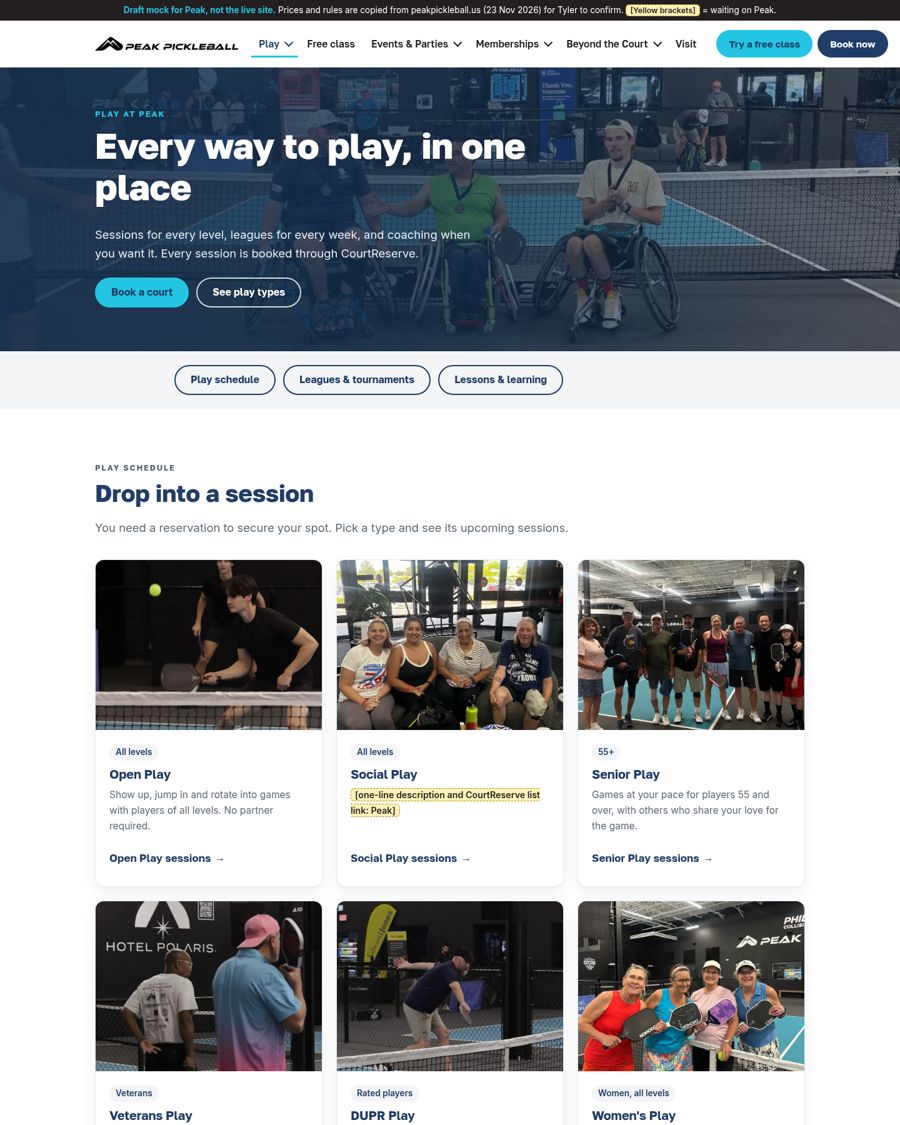 Draft mock for Peak, not the live site. Prices and rules are copied from peakpickleball.us (23 Nov 2026) for Tyler to confirm. [Yellow brackets] = waiting on Peak.
PEAK PICKLEBALL
Play Free class Events & Parties Memberships Beyond the Court Visit Try a free class Book now
Thank You,
Veterans
PLAY AT PEAK
Every way to play, in one
place
Sessions for every level, leagues for every week, and coaching when
you want it. Every session is booked through CourtReserve.
Book a court See play types
Play schedule Leagues & tournaments Lessons & learning
PLAY SCHEDULE
Drop into a session
You need a reservation to secure your spot. Pick a type and see its upcoming sessions.
All levels
Open Play
Show up, jump in and rotate into games
with players of all levels. No partner
required.
Open Play sessions →
All levels
Social Play
[one-line description and CourtReserve list
link: Peak]
Social Play sessions →
55+
Senior Play
Games at your pace for players 55 and
over, with others who share your love for
the game.
Senior Play sessions →
HOTEL POLARIS
PEAK
Veterans
Veterans Play
Rated players
DUPR Play
Women, all levels
Women's Play